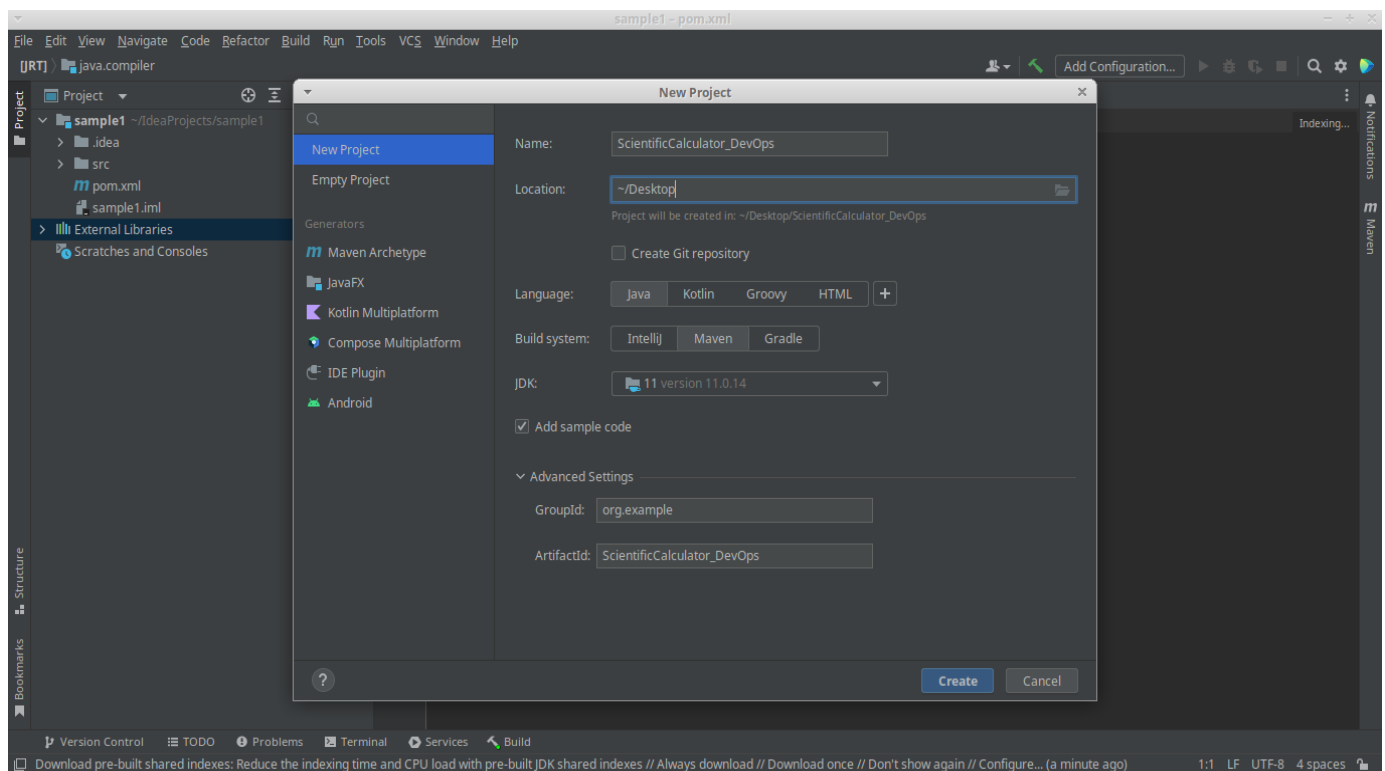 sample1 – pom.xml
File Edit View Navigate Code Refactor Build Run Tools VCS Window Help
[JRT] java.compiler Add Configuration...
Project
Project
sample1 ~/IdeaProjects/sample1
.idea
src
pom.xml
sample1.iml
External Libraries
Scratches and Consoles
Structure
Bookmarks
New Project
New Project
Empty Project
Generators
Maven Archetype
JavaFX
Kotlin Multiplatform
Compose Multiplatform
IDE Plugin
Android
Name: ScientificCalculator_DevOps
Location: ~/Desktop
Project will be created in: ~/Desktop/ScientificCalculator_DevOps
Create Git repository
Language: Java Kotlin Groovy HTML +
Build system: IntelliJ Maven Gradle
JDK: 11 version 11.0.14
Add sample code
Advanced Settings
GroupId: org.example
ArtifactId: ScientificCalculator_DevOps
? Create Cancel
Indexing...
Notifications
m Maven
Version Control TODO Problems Terminal Services Build
Download pre-built shared indexes: Reduce the indexing time and CPU load with pre-built JDK shared indexes // Always download // Download once // Don't show again // Configure... (a minute ago) 1:1 LF UTF-8 4 spaces